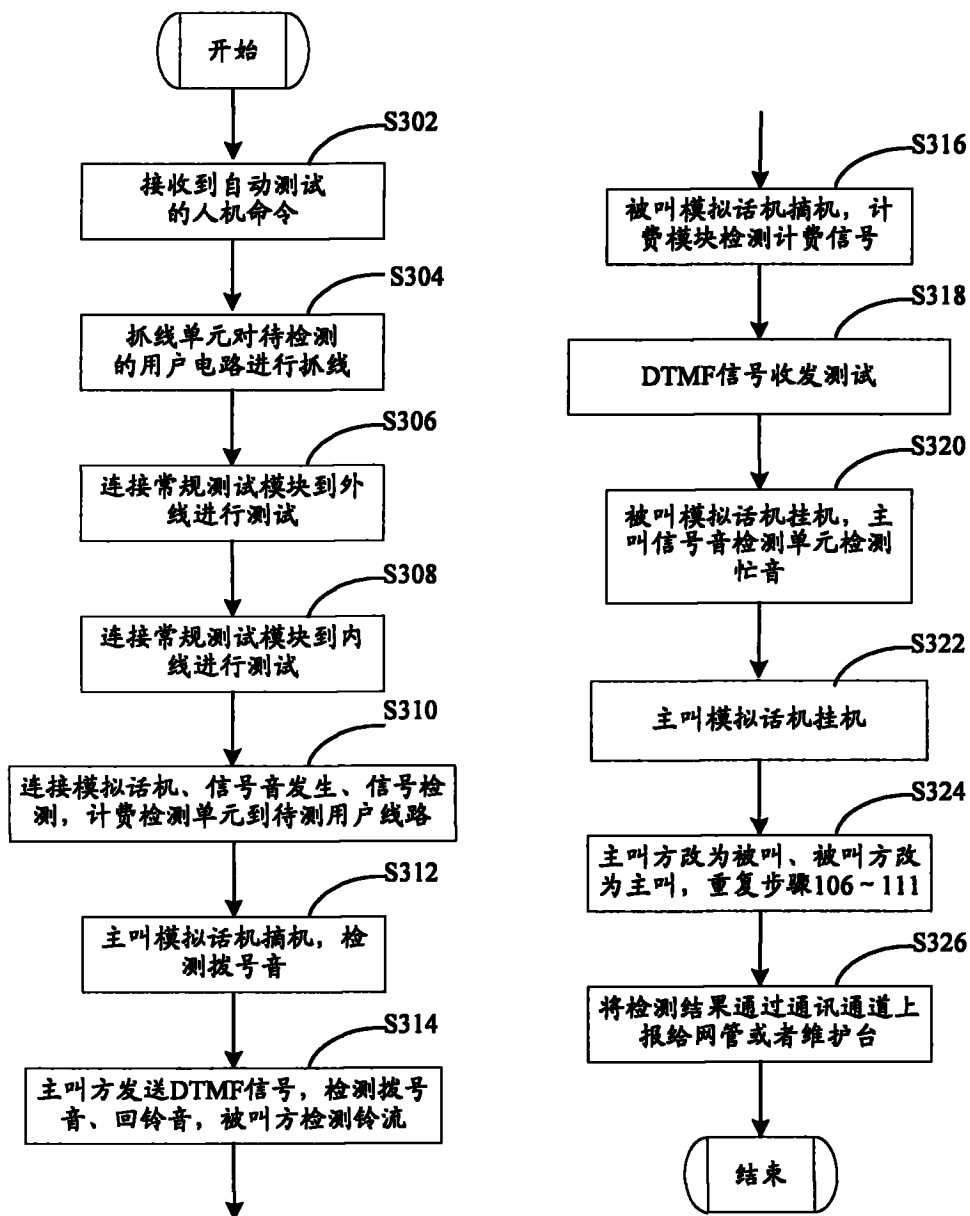 开始
S302
接收到自动测试
的人机命令
S304
抓线单元对待检测
的用户电路进行抓线
S306
连接常规测试模块到外
线进行测试
S308
连接常规测试模块到内
线进行测试
S310
连接模拟话机、信号音发生、信号检
测，计费检测单元到待测用户线路
S312
主叫模拟话机摘机，检
测拨号音
S314
主叫方发送DTMF信号，检测拨号
音、回铃音，被叫方检测铃流
S316
被叫模拟话机摘机，计
费模块检测计费信号
S318
DTMF信号收发测试
S320
被叫模拟话机挂机，主
叫信号音检测单元检测
忙音
S322
主叫模拟话机挂机
S324
主叫方改为被叫、被叫方改
为主叫，重复步骤106～111
S326
将检测结果通过通讯通道上
报给网管或者维护台
结束